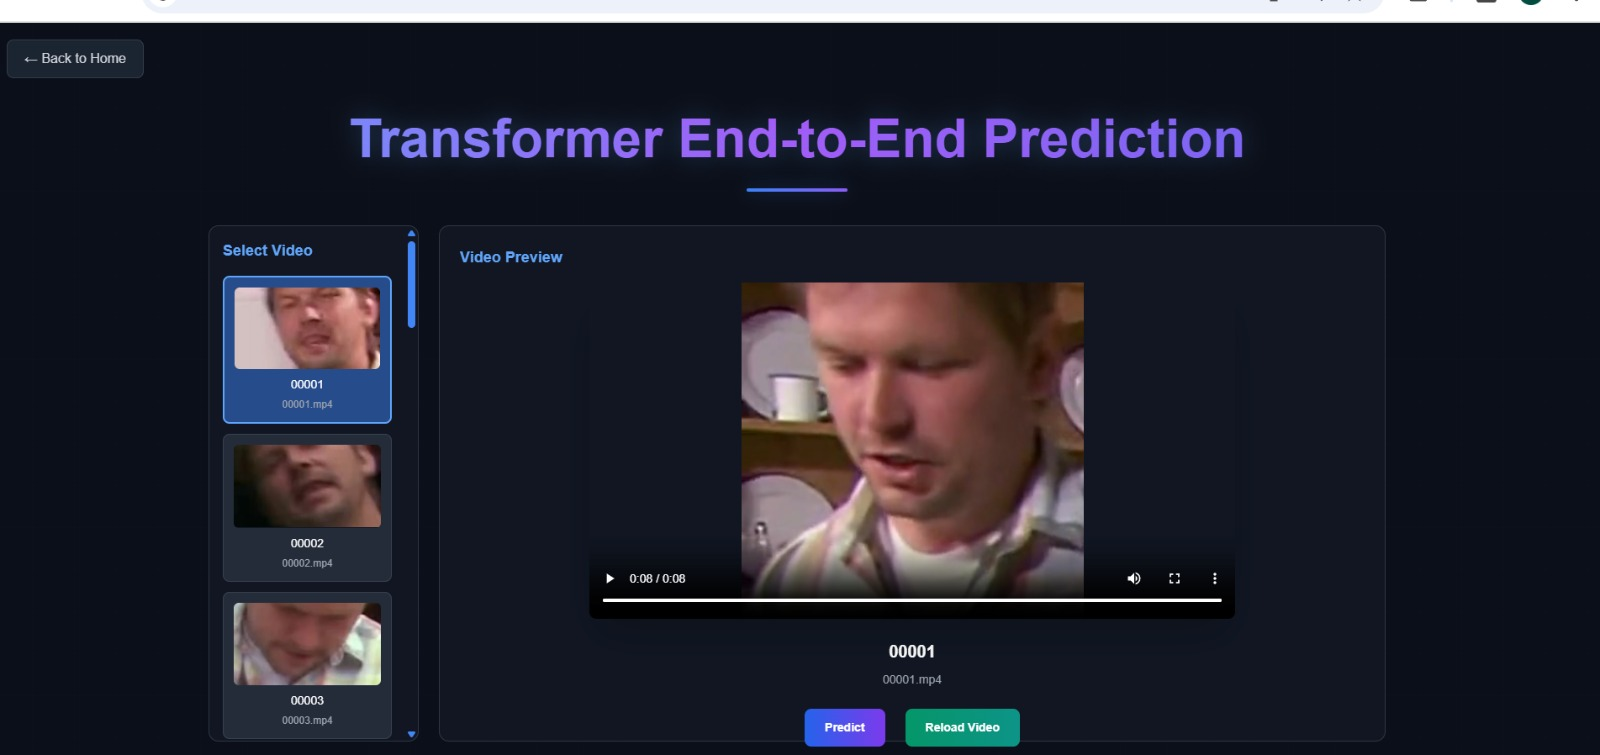 ← Back to Home
Transformer End-to-End Prediction
Select Video
00001
00001.mp4
00002
00002.mp4
00003
00003.mp4
Video Preview
0:08 / 0:08
00001
00001.mp4
Predict
Reload Video